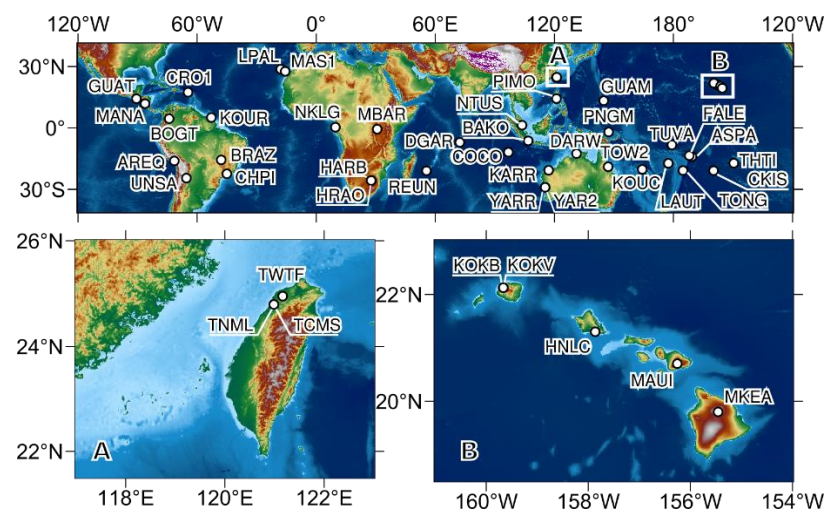 120°W 60°W 0° 60°E 120°E 180° 120°W
30°N
0°
30°S
A
B
LPAL MAS1
GUAT CRO1
PIMO GUAM
MANA KOUR
NTUS PNGM FALE
BOGT NKLG MBAR
BAKO DARW TUVA ASPA
DGAR
COCO TOW2
AREQ BRAZ
THTI
UNSA CHPI
HARB
HRAO REUN
KARR KOUC CKIS
YARR YAR2 LAUT TONG
26°N
24°N
22°N
TWTF
TNML TCMS
A
118°E 120°E 122°E
22°N
20°N
KOKB KOKV
HNLC
MAUI
MKEA
B
160°W 158°W 156°W 154°W